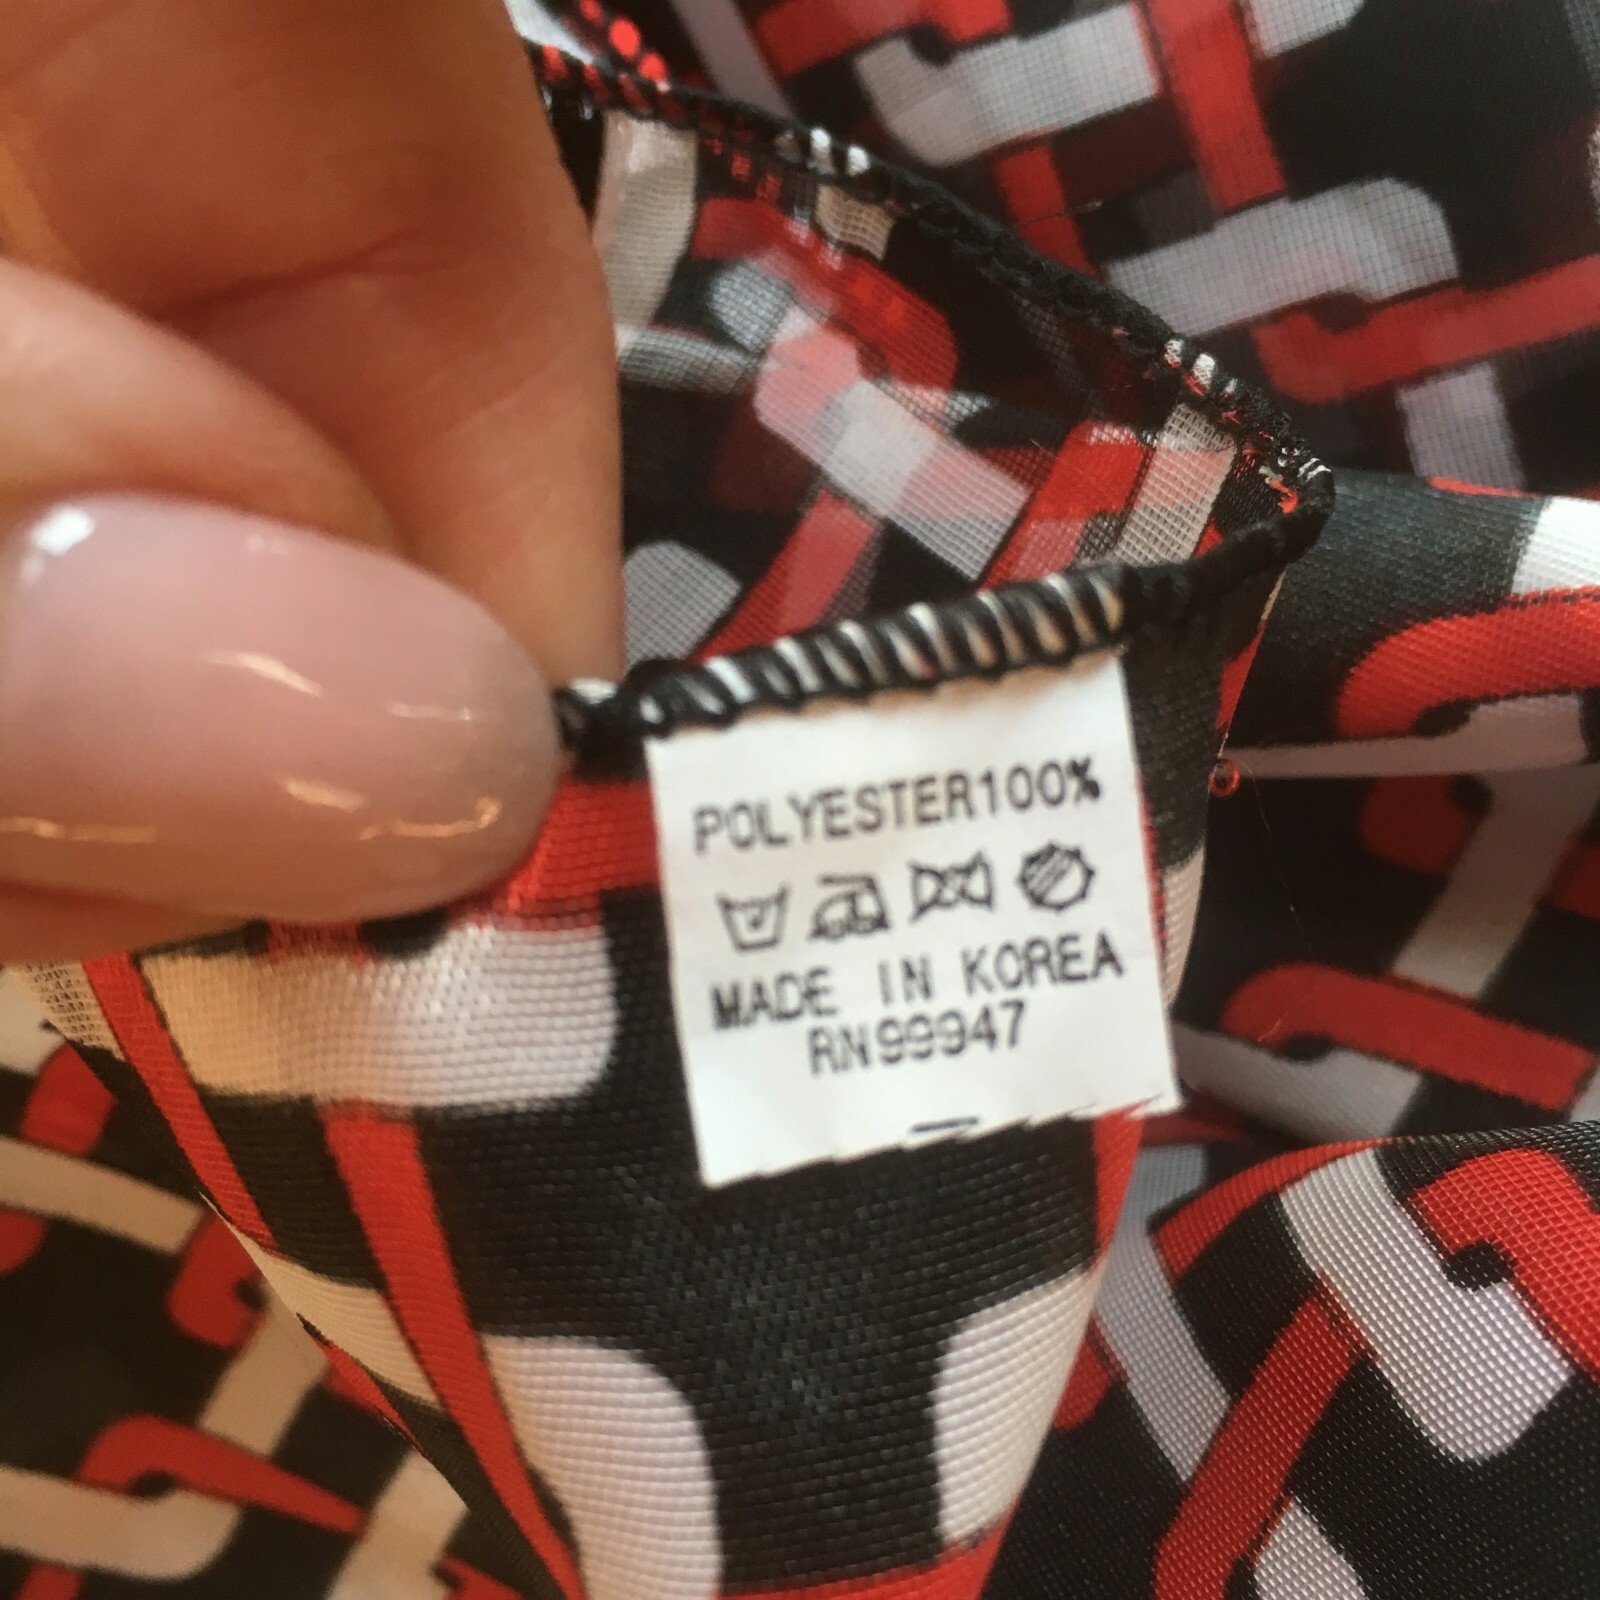 POLYESTER100%
MADE IN KOREA
RN99947